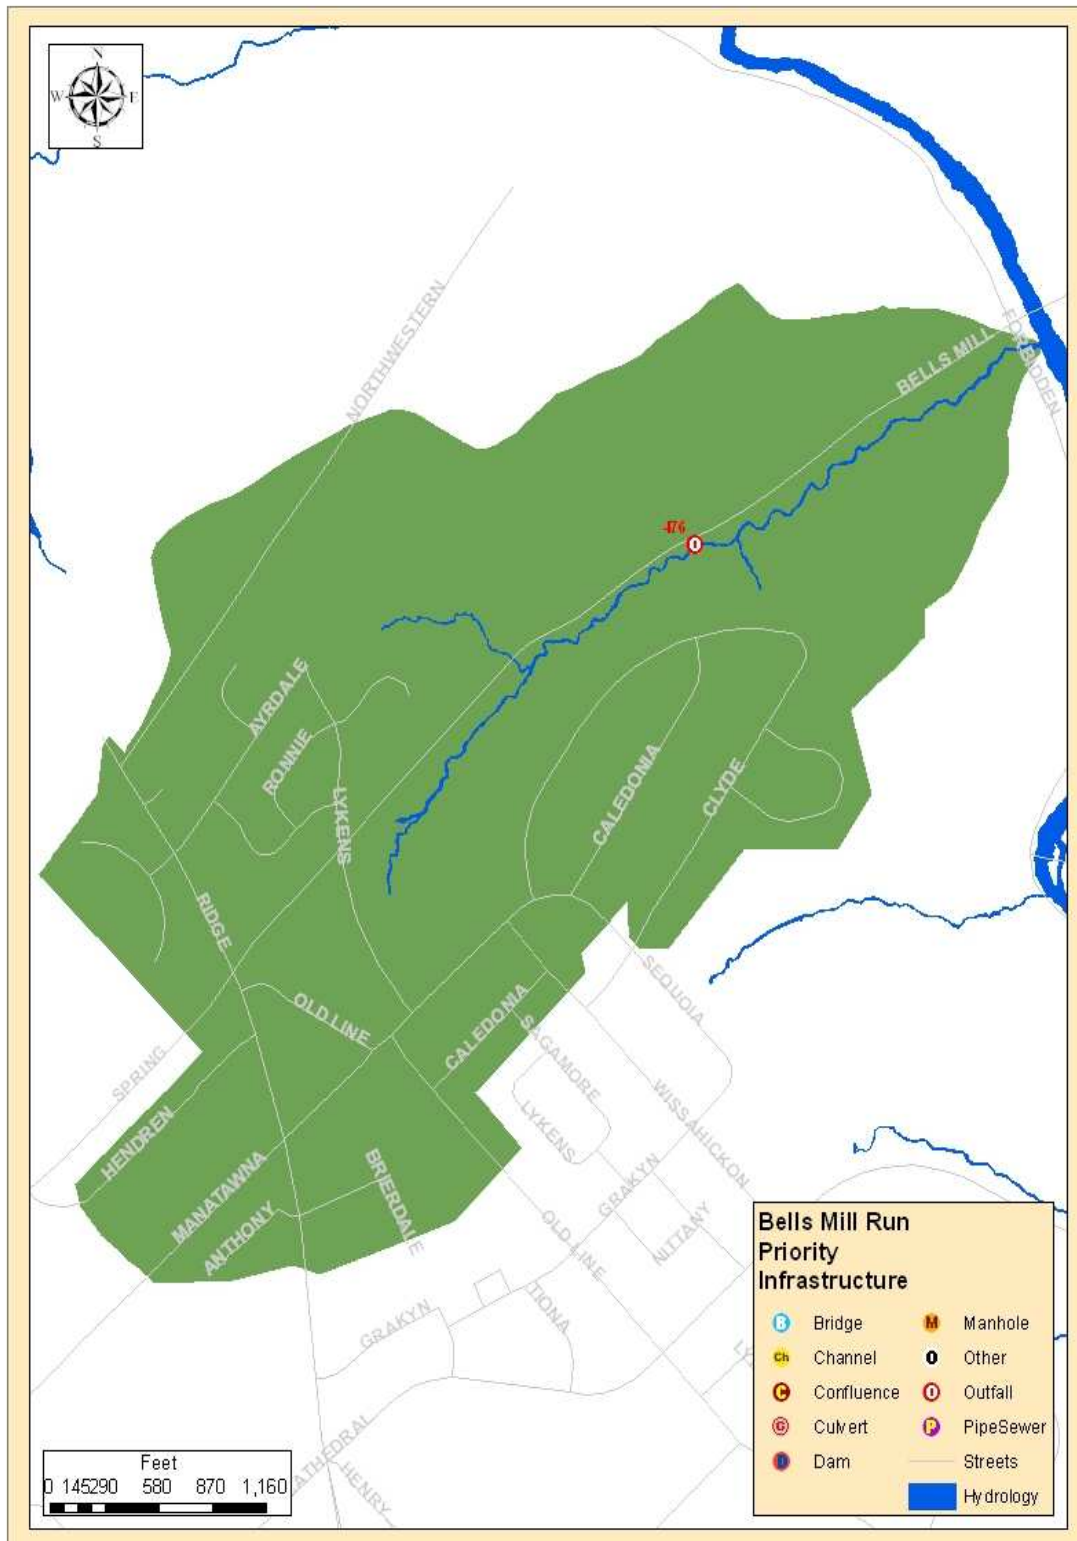 N
W E
S
NORTHWESTERN
BELLS MILL
FORBIDDEN
476
O
AYRDALE
RONNIE
LYKENS
CALEDONIA
CLYDE
RIDGE
OLD LINE
CALEDONIA
SEQUOIA
SAGAMORE
SPRING
HENDREN
LYKENS
WISSAHICKON
MANATAWNA
BRIERDALE
GRAKYN
ANTHONY
OLD LINE
NITTANY
GRAKYN
TIONA
CATHEDRAL
HENRY
Bells Mill Run
Priority
Infrastructure
B Bridge
M Manhole
Ch Channel
O Other
C Confluence
O Outfall
G Culvert
P PipeSewer
D Dam
Streets
Hydrology
Feet
0 145290 580 870 1,160